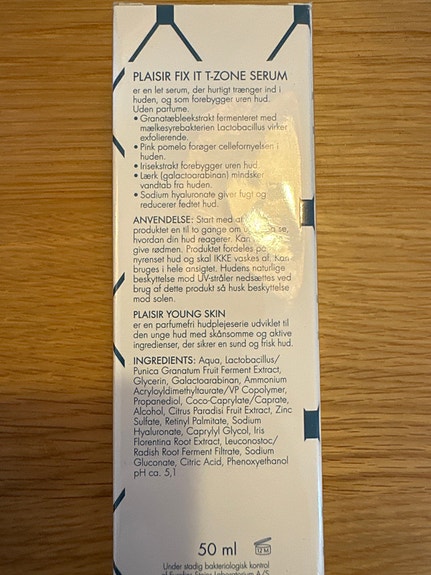 PLAISIR FIX IT T-ZONE SERUM
er en let serum, der hurtigt trænger ind i
huden, og som forebygger uren hud.
Uden parfume.
• Granatæbleekstrakt fermenteret med
mælkesyrebakterien Lactobacillus virker
exfolierende.
• Pink pomelo forøger cellefornyelsen i
huden.
• Irisekstrakt forebygger uren hud.
• Lærk (galactoarabinan) mindsker
vandtab fra huden.
• Sodium hyaluronate giver fugt og
reducerer fedtet hud.
ANVENDELSE: Start med at
produktet en til to gange om se,
hvordan din hud reagerer. Kan
give rødmen. Produktet fordeles på
nyrenset hud og skal IKKE vaskes af. Kan
bruges i hele ansigtet. Hudens naturlige
beskyttelse mod UV-stråler nedsættes ved
brug af dette produkt så husk beskyttelse
mod solen.
PLAISIR YOUNG SKIN
er en parfumefri hudplejeserie udviklet til
den unge hud med skånsomme og aktive
ingredienser, der sikrer en sund og frisk hud.
INGREDIENTS: Aqua, Lactobacillus/
Punica Granatum Fruit Ferment Extract,
Glycerin, Galactoarabinan, Ammonium
Acryloyldimethyltaurate/VP Copolymer,
Propanediol, Coco-Caprylate/Caprate,
Alcohol, Citrus Paradisi Fruit Extract, Zinc
Sulfate, Retinyl Palmitate, Sodium
Hyaluronate, Caprylyl Glycol, Iris
Florentina Root Extract, Leuconostoc/
Radish Root Ferment Filtrate, Sodium
Gluconate, Citric Acid, Phenoxyethanol
pH ca. 5,1
50 ml 12 M
Under stadig bakteriologisk kontrol
Laboratorium A/S